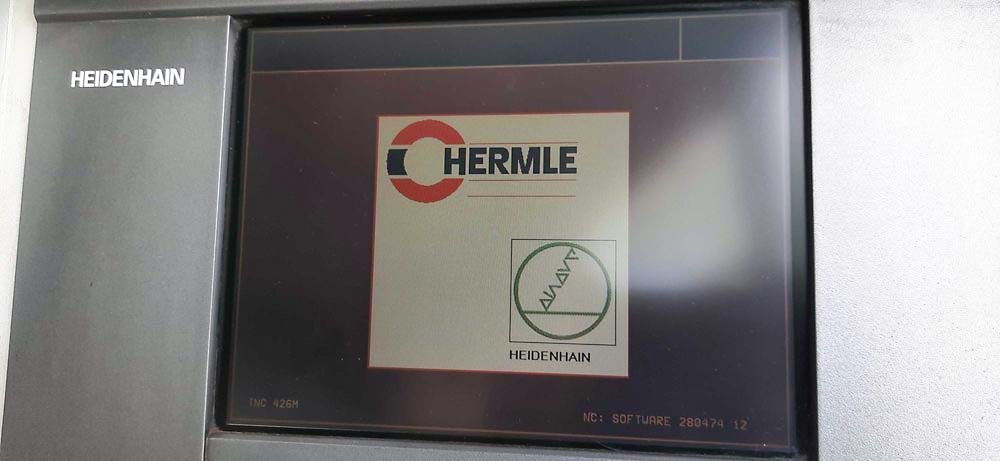 HEIDENHAIN
HERMLE
HEIDENHAIN
TNC 426M
NC: SOFTWARE 280474 12